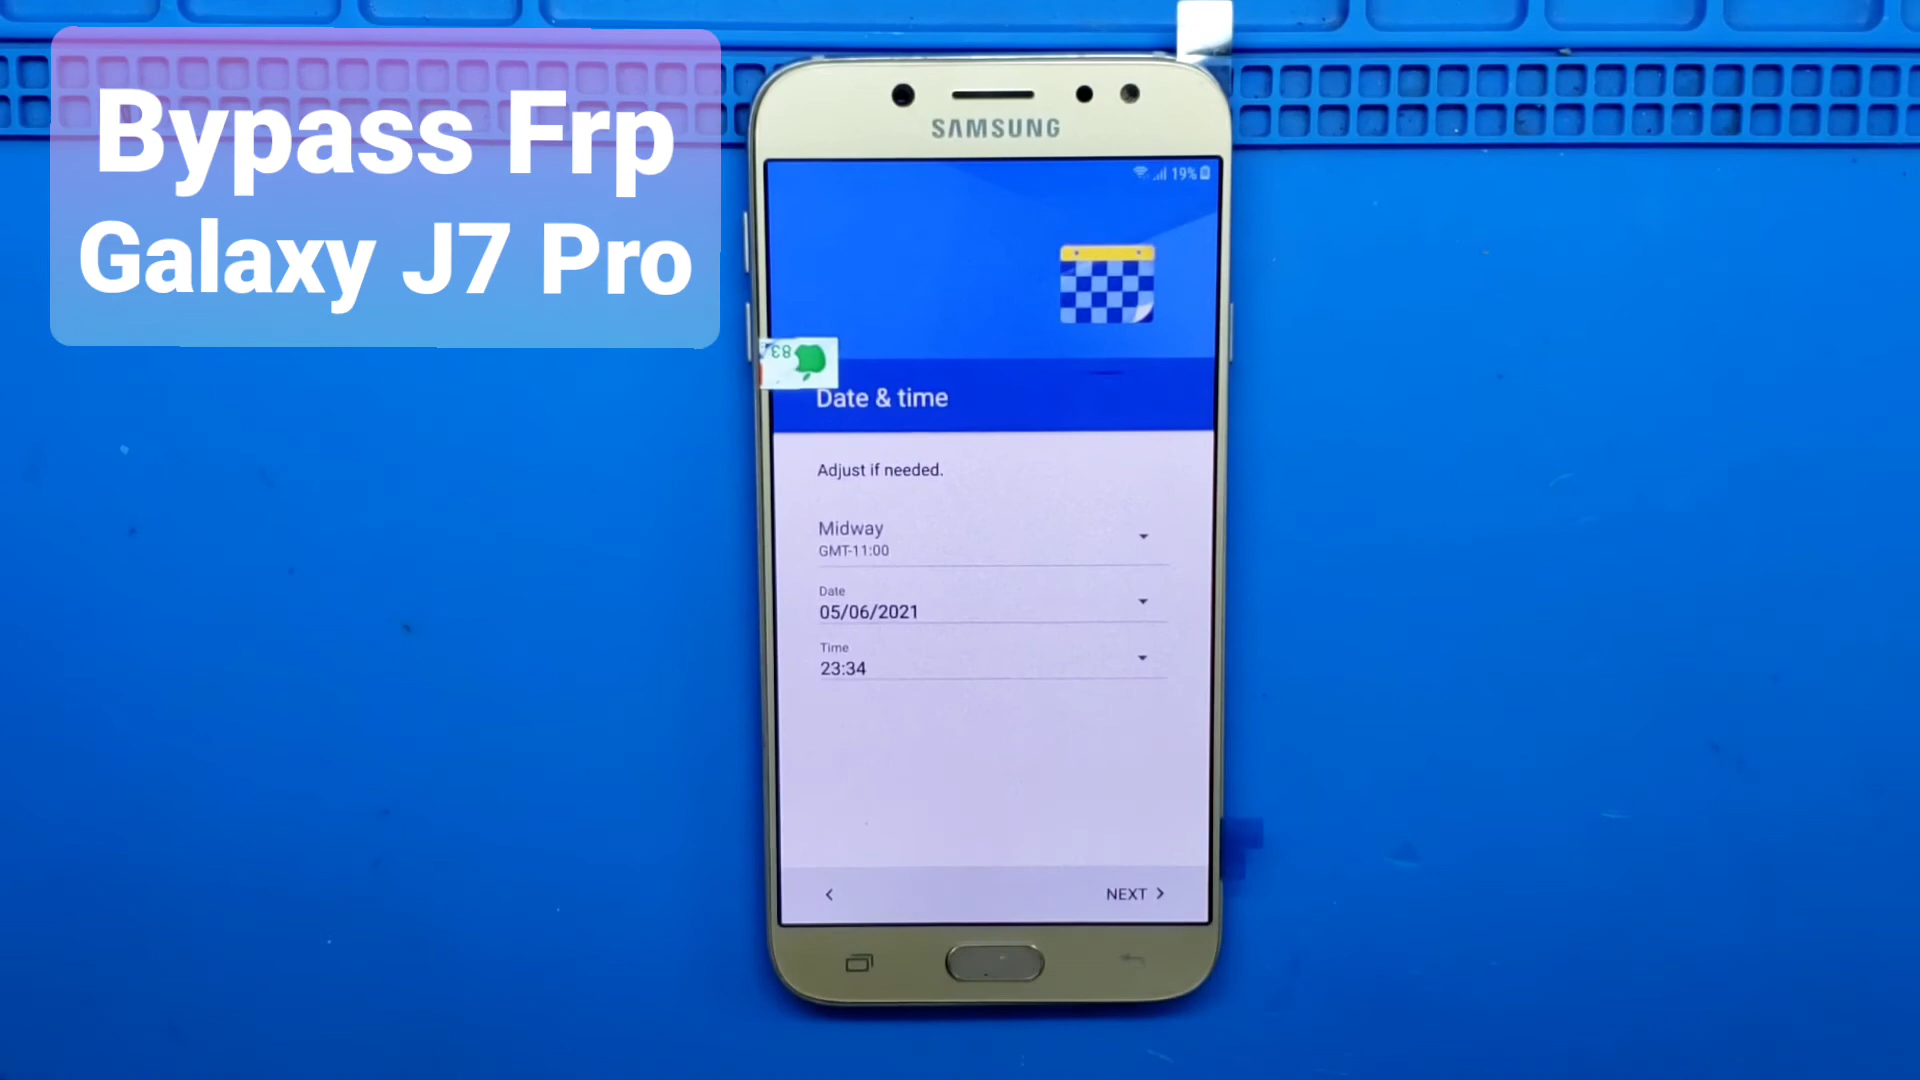 Bypass Frp
Galaxy J7 Pro
SAMSUNG
19%
83
Date & time
Adjust if needed.
Midway
GMT-11:00
Date
05/06/2021
Time
23:34
NEXT